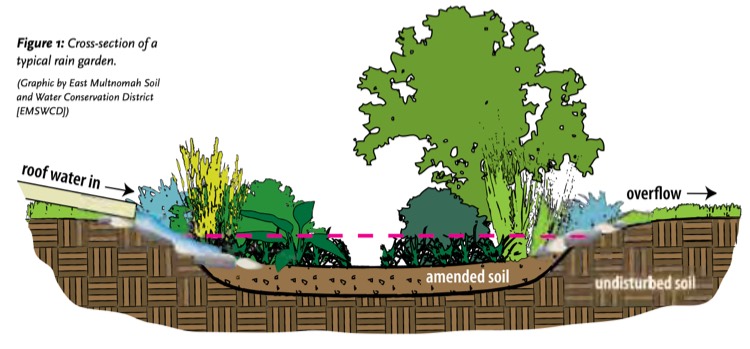 Figure 1: Cross-section of a
typical rain garden.
(Graphic by East Multnomah Soil
and Water Conservation District
[EMSWCD])
roof water in
overflow
amended soil
undisturbed soil